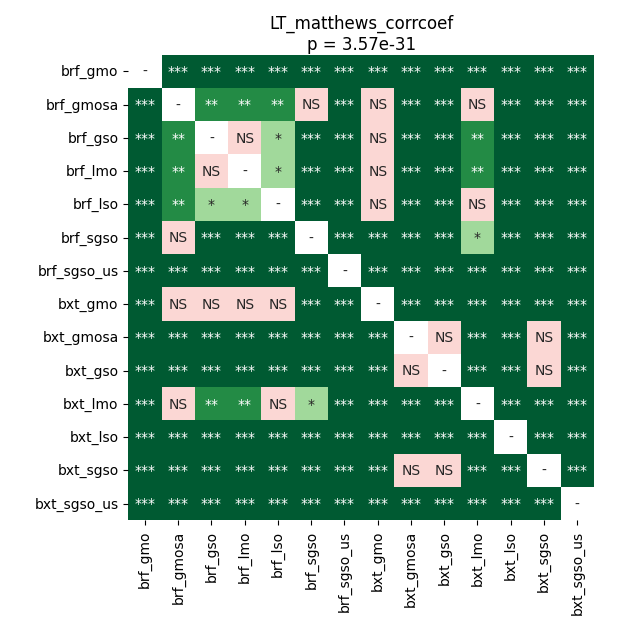 LT_matthews_corrcoef
p = 3.57e-31
brf_gmo - *** *** *** *** *** *** *** *** *** *** *** *** ***
brf_gmosa *** - ** ** ** NS *** NS *** *** NS *** *** ***
brf_gso *** ** - NS * *** *** NS *** *** ** *** *** ***
brf_lmo *** ** NS - * *** *** NS *** *** ** *** *** ***
brf_lso *** ** * * - *** *** NS *** *** NS *** *** ***
brf_sgso *** NS *** *** *** - *** *** *** *** * *** *** ***
brf_sgso_us *** *** *** *** *** *** - *** *** *** *** *** *** ***
bxt_gmo *** NS NS NS NS *** *** - *** *** *** *** *** ***
bxt_gmosa *** *** *** *** *** *** *** *** - NS *** *** NS ***
bxt_gso *** *** *** *** *** *** *** *** NS - *** *** NS ***
bxt_lmo *** NS ** ** NS * *** *** *** *** - *** *** ***
bxt_lso *** *** *** *** *** *** *** *** *** *** *** - *** ***
bxt_sgso *** *** *** *** *** *** *** *** NS NS *** *** - ***
bxt_sgso_us *** *** *** *** *** *** *** *** *** *** *** *** *** -
brf_gmo
brf_gmosa
brf_gso
brf_lmo
brf_lso
brf_sgso
brf_sgso_us
bxt_gmo
bxt_gmosa
bxt_gso
bxt_lmo
bxt_lso
bxt_sgso
bxt_sgso_us